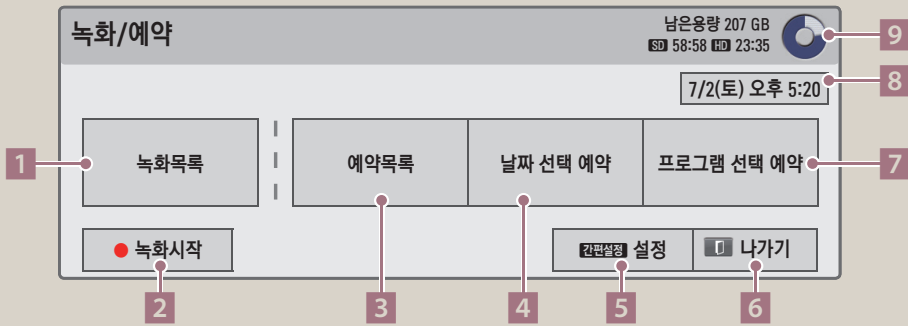 녹화/예약
남은용량 207 GB
SD 58:58 HD 23:35
9
7/2(토) 오후 5:20
8
1
녹화목록
예약목록
날짜 선택 예약
프로그램 선택 예약
7
녹화시작
간편설정 설정
나가기
2
3
4
5
6